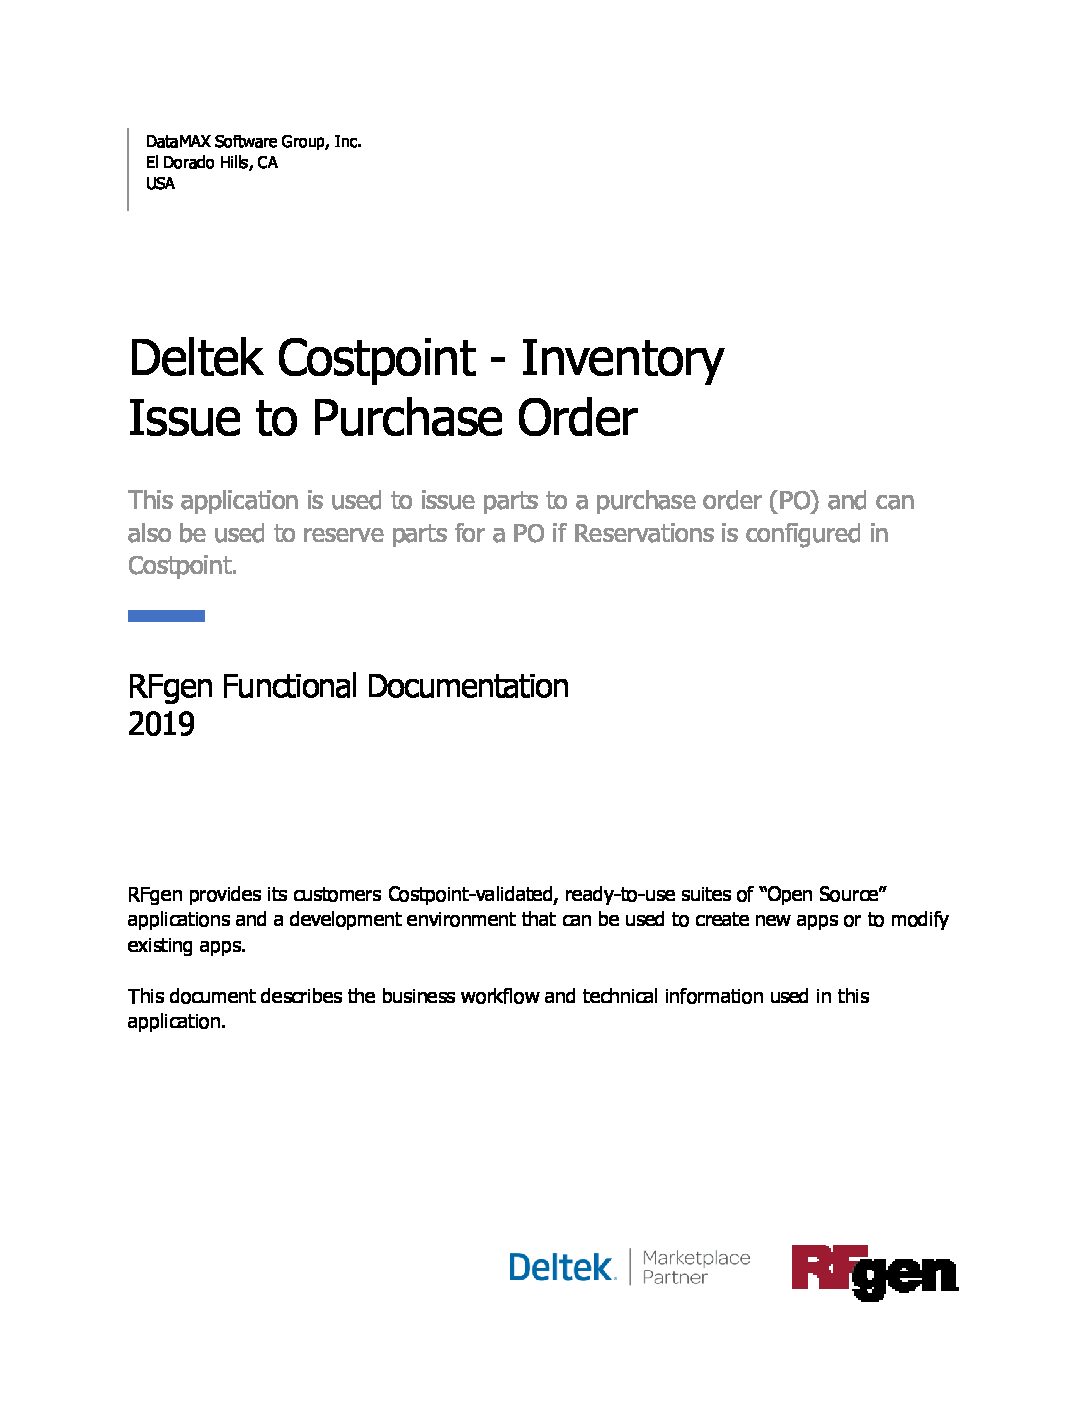 DataMAX Software Group, Inc.
El Dorado Hills, CA
USA
Deltek Costpoint - Inventory
Issue to Purchase Order
This application is used to issue parts to a purchase order (PO) and can
also be used to reserve parts for a PO if Reservations is configured in
Costpoint.
RFgen Functional Documentation
2019
RFgen provides its customers Costpoint-validated, ready-to-use suites of “Open Source”
applications and a development environment that can be used to create new apps or to modify
existing apps.
This document describes the business workflow and technical information used in this
application.
Deltek. Marketplace
Partner
RFgen